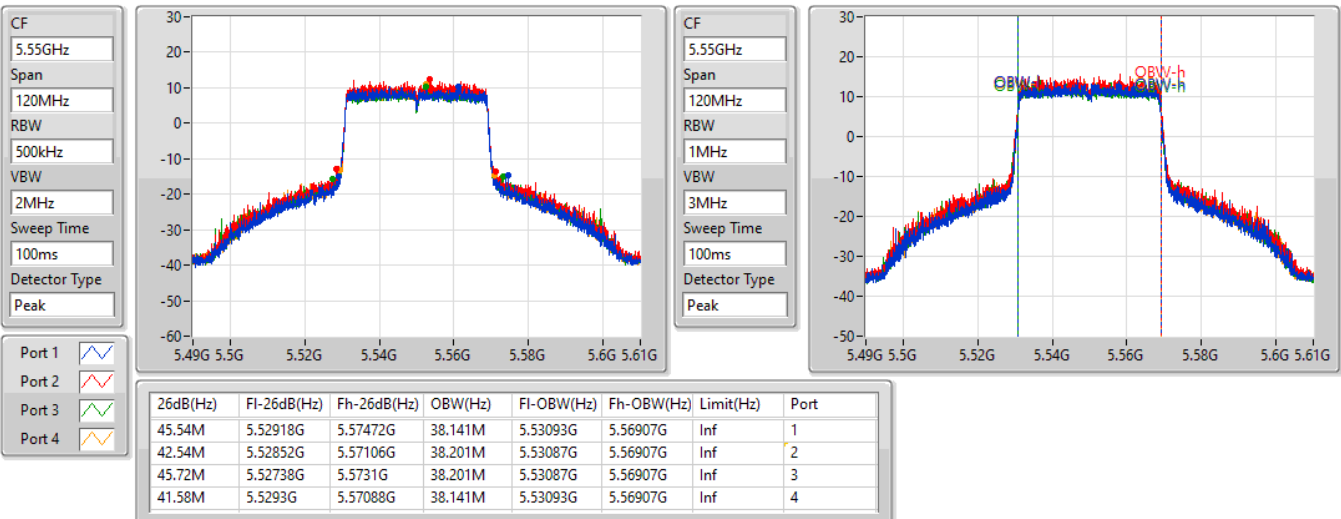 CF
5.55GHz
Span
120MHz
RBW
500kHz
VBW
2MHz
Sweep Time
100ms
Detector Type
Peak
30
20
10
0
-10
-20
-30
-40
-50
-60
5.49G 5.5G 5.52G 5.54G 5.56G 5.58G 5.6G 5.61G
CF
5.55GHz
Span
120MHz
RBW
1MHz
VBW
3MHz
Sweep Time
100ms
Detector Type
Peak
30
20
10
0
-10
-20
-30
-40
-50
OBW-h
OBW-h
5.49G 5.5G 5.52G 5.54G 5.56G 5.58G 5.6G 5.61G
Port 1
Port 2
Port 3
Port 4
26dB(Hz) Fl-26dB(Hz) Fh-26dB(Hz) OBW(Hz) Fl-OBW(Hz) Fh-OBW(Hz) Limit(Hz) Port
45.54M 5.52918G 5.57472G 38.141M 5.53093G 5.56907G Inf 1
42.54M 5.52852G 5.57106G 38.201M 5.53087G 5.56907G Inf 2
45.72M 5.52738G 5.5731G 38.201M 5.53087G 5.56907G Inf 3
41.58M 5.5293G 5.57088G 38.141M 5.53093G 5.56907G Inf 4